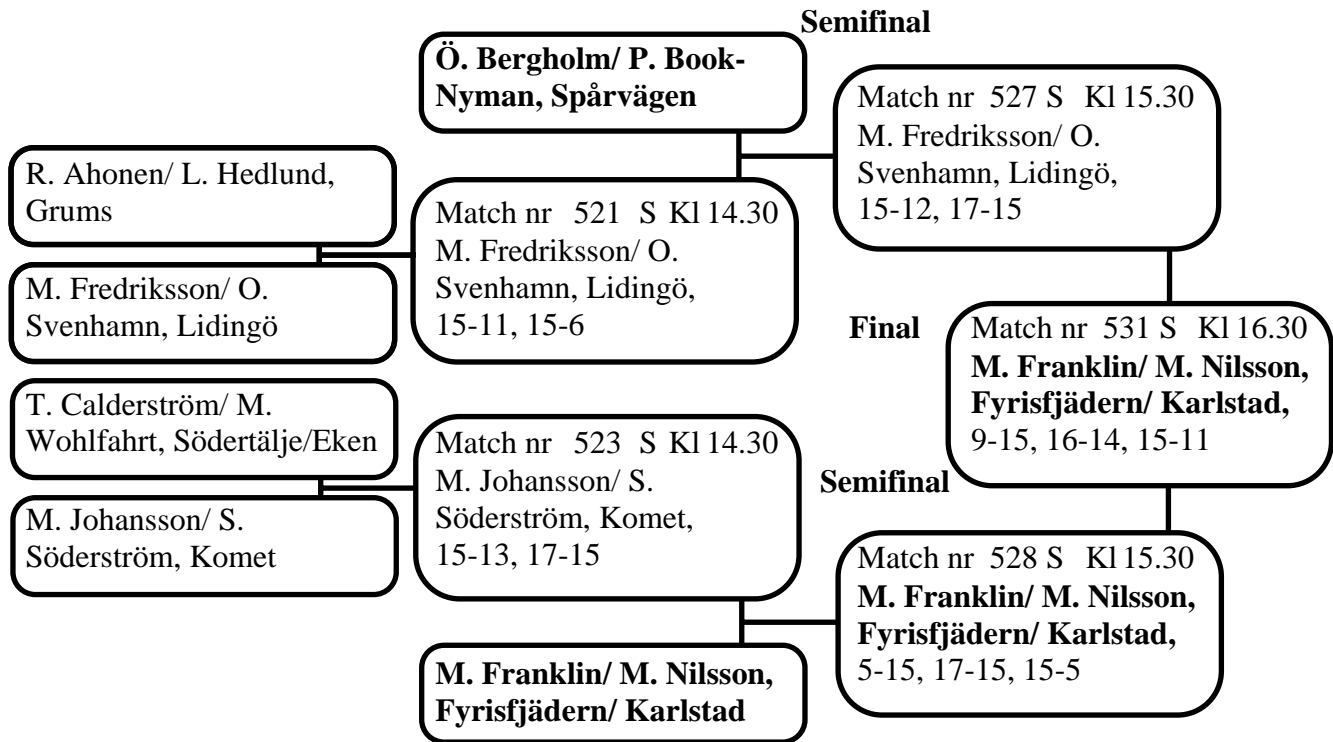 Semifinal
Ö. Bergholm/ P. Book-
Nyman, Spårvägen
Match nr 527 S Kl 15.30
M. Fredriksson/ O.
Svenhamn, Lidingö,
15-12, 17-15
R. Ahonen/ L. Hedlund,
Grums
M. Fredriksson/ O.
Svenhamn, Lidingö
Match nr 521 S Kl 14.30
M. Fredriksson/ O.
Svenhamn, Lidingö,
15-11, 15-6
Final
Match nr 531 S Kl 16.30
M. Franklin/ M. Nilsson,
Fyrisfjädern/ Karlstad,
9-15, 16-14, 15-11
T. Calderström/ M.
Wohlfahrt, Södertälje/Eken
M. Johansson/ S.
Söderström, Komet
Match nr 523 S Kl 14.30
M. Johansson/ S.
Söderström, Komet,
15-13, 17-15
Semifinal
Match nr 528 S Kl 15.30
M. Franklin/ M. Nilsson,
Fyrisfjädern/ Karlstad,
5-15, 17-15, 15-5
M. Franklin/ M. Nilsson,
Fyrisfjädern/ Karlstad